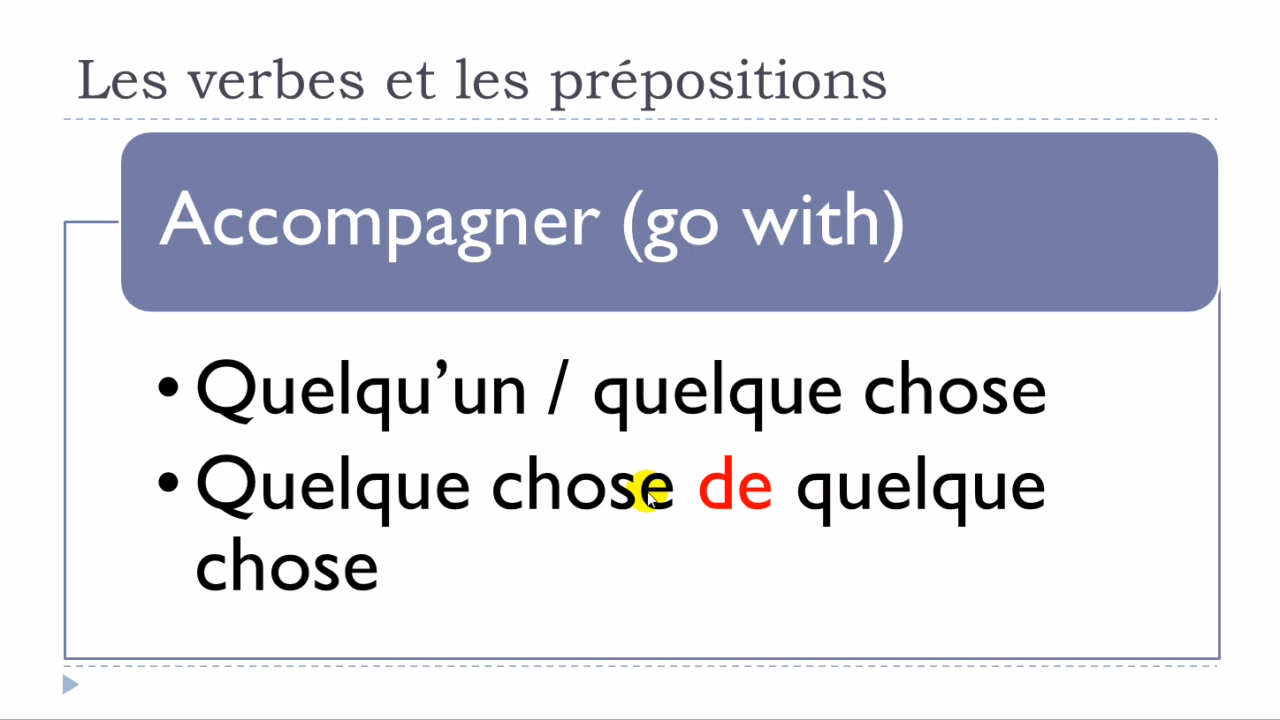 Les verbes et les prépositions
Accompagner (go with)
• Quelqu’un / quelque chose
• Quelque chose de quelque
chose